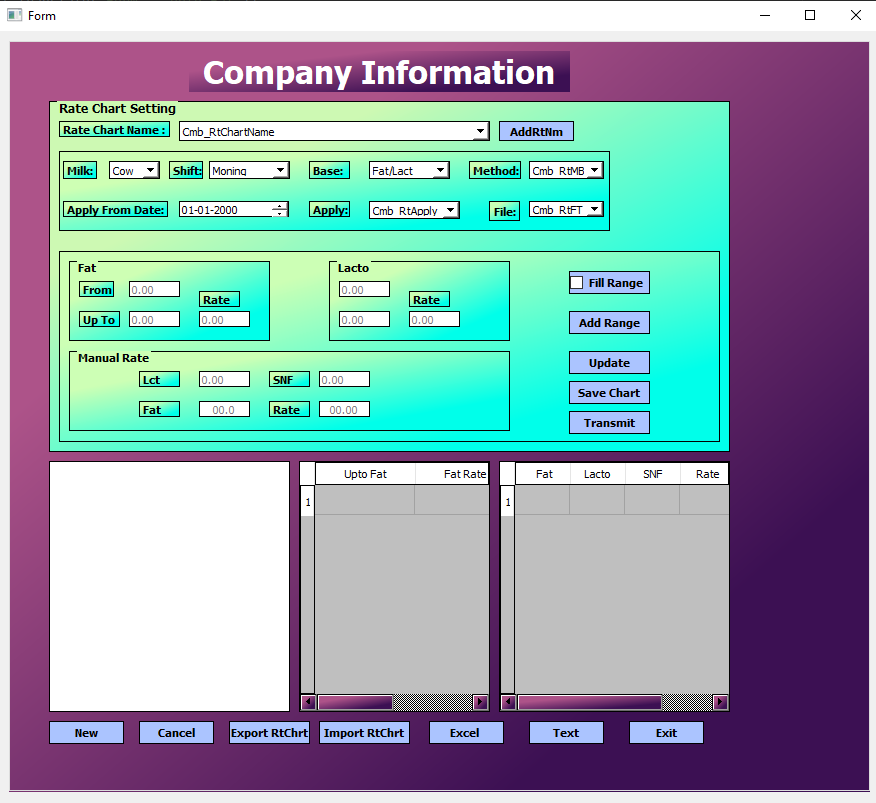 Form
Company Information
Rate Chart Setting
Rate Chart Name : Cmb_RtChartName AddRtNm
Milk: Cow Shift: Moning Base: Fat/Lact Method: Cmb_RtMB
Apply From Date: 01-01-2000 Apply: Cmb_RtApply File: Cmb_RtFT
Fat Lacto
From 0.00 0.00 Fill Range
Rate Rate
Up To 0.00 0.00 0.00 0.00 Add Range
Manual Rate Update
Lct 0.00 SNF 0.00 Save Chart
Fat 00.0 Rate 00.00 Transmit
Upto Fat Fat Rate Fat Lacto SNF Rate
1 1
New Cancel Export RtChrt Import RtChrt Excel Text Exit